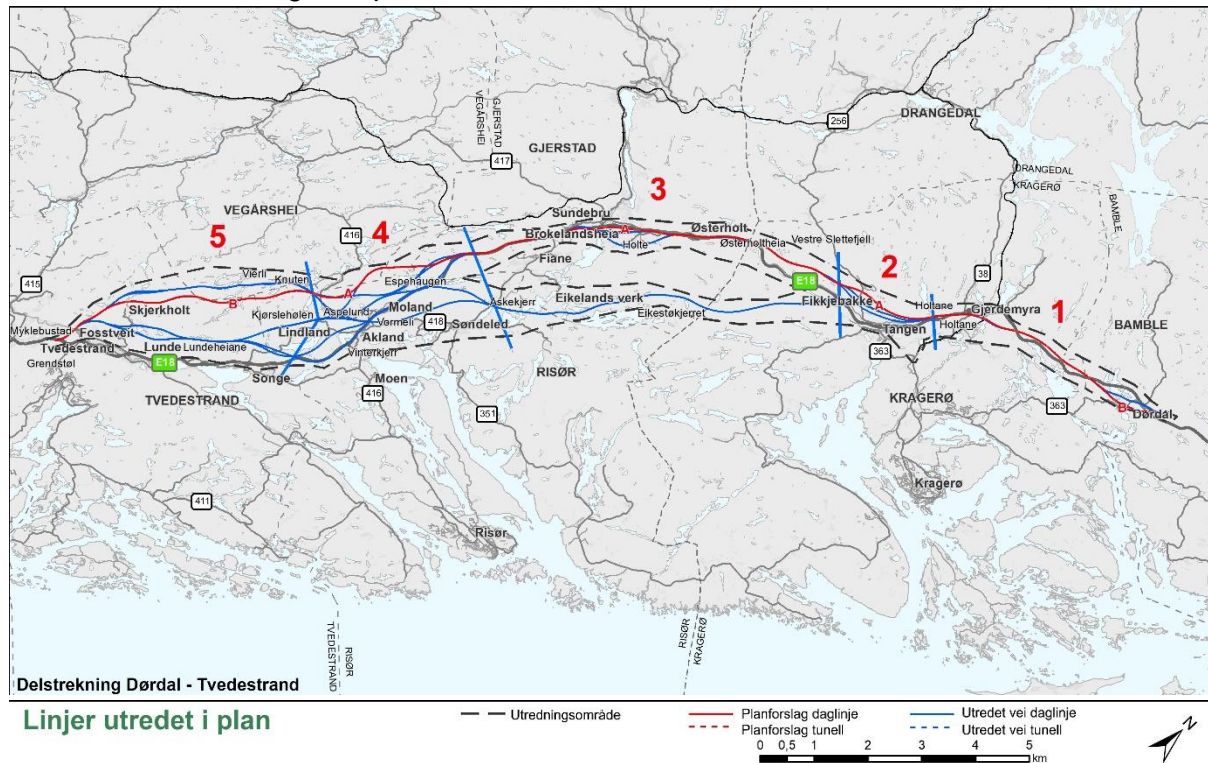 DRANGEDAL
256
GJERSTAD
VEGÅRSHEI
GJERSTAD
417
DRANGEDAL
KRAGERØ
BAMBLE
3
VEGÅRSHEI
416
4
5
Sundebru
Brokelandsheia
A
Holte
Østerholt
Østerholtheia
Vestre Slettefjell
Fiane
E18
2
38
415
Vierli
Knuten
Espehaugen
Fikkjebakke
A
Holtane
Holtane
Gjerdemyra
1
BAMBLE
Skjerkholt
B
A
Askekjerr
Eikelands verk
Eikestøkjerret
Kjørsleholen
Aspelund
Moland
Myklebustad
Fosstveit
Lindland
Vormeli
418
Søndeled
Tangen
Tvedestrand
Lunde
Lundeheiane
Akland
Vinterkjerr
363
Grendstøl
E18
Songe
Moen
RISØR
KRAGERØ
363
B
Dørdal
TVEDESTRAND
416
351
Kragerø
411
Risør
RISØR
KRAGERØ
TVEDESTRAND
RISØR
Delstrekning Dørdal - Tvedestrand
Linjer utredet i plan
Utredningsområde
Planforslag daglinje
Planforslag tunell
Utredet vei daglinje
Utredet vei tunell
0 0,5 1 2 3 4 5
km
N